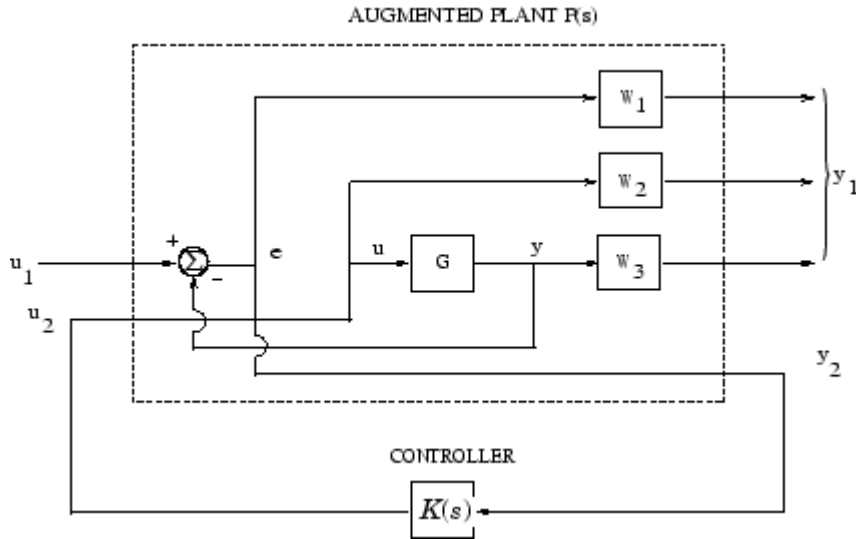 AUGMENTED PLANT P(s)
W1
W2
y1
+
e
u
G
y
W3
u1
Σ
−
u2
y2
CONTROLLER
K(s)